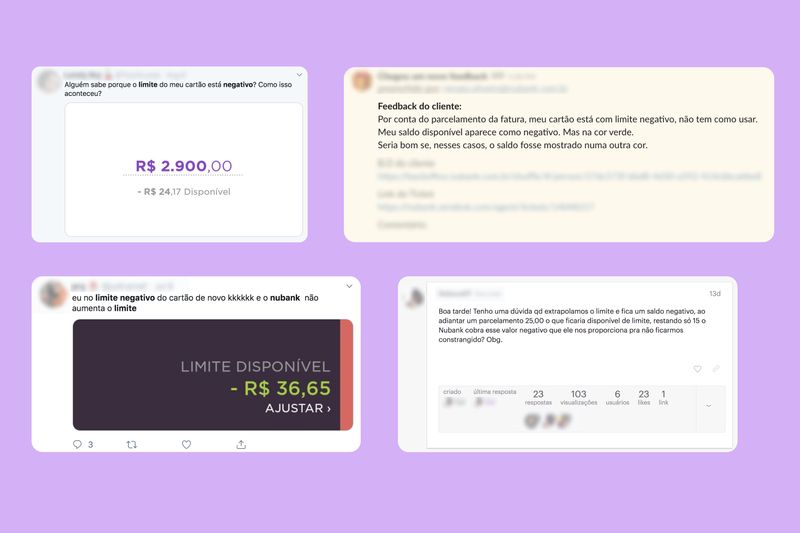 Alguém sabe porque o limite do meu cartão está negativo? Como isso
aconteceu?
R$ 2.900,00
- R$ 24,17 Disponível
Feedback do cliente:
Por conta do parcelamento da fatura, meu cartão está com limite negativo, não tem como usar.
Meu saldo disponível aparece como negativo. Mas na cor verde.
Seria bom se, nesses casos, o saldo fosse mostrado numa outra cor.
eu no limite negativo do cartão de novo kkkkkk e o nubank não
aumenta o limite
LIMITE DISPONÍVEL
- R$ 36,65
AJUSTAR ›
3
13d
Boa tarde! Tenho uma dúvida qd extrapolamos o limite e fica um saldo negativo, ao
adiantar um parcelamento 25,00 o que ficaria disponível de limite, restando só 15 o
Nubank cobra esse valor negativo que ele nos proporciona pra não ficarmos
constrangido? Obg.
criado última resposta 23 103 6 23 1
respostas visualizações usuários likes link